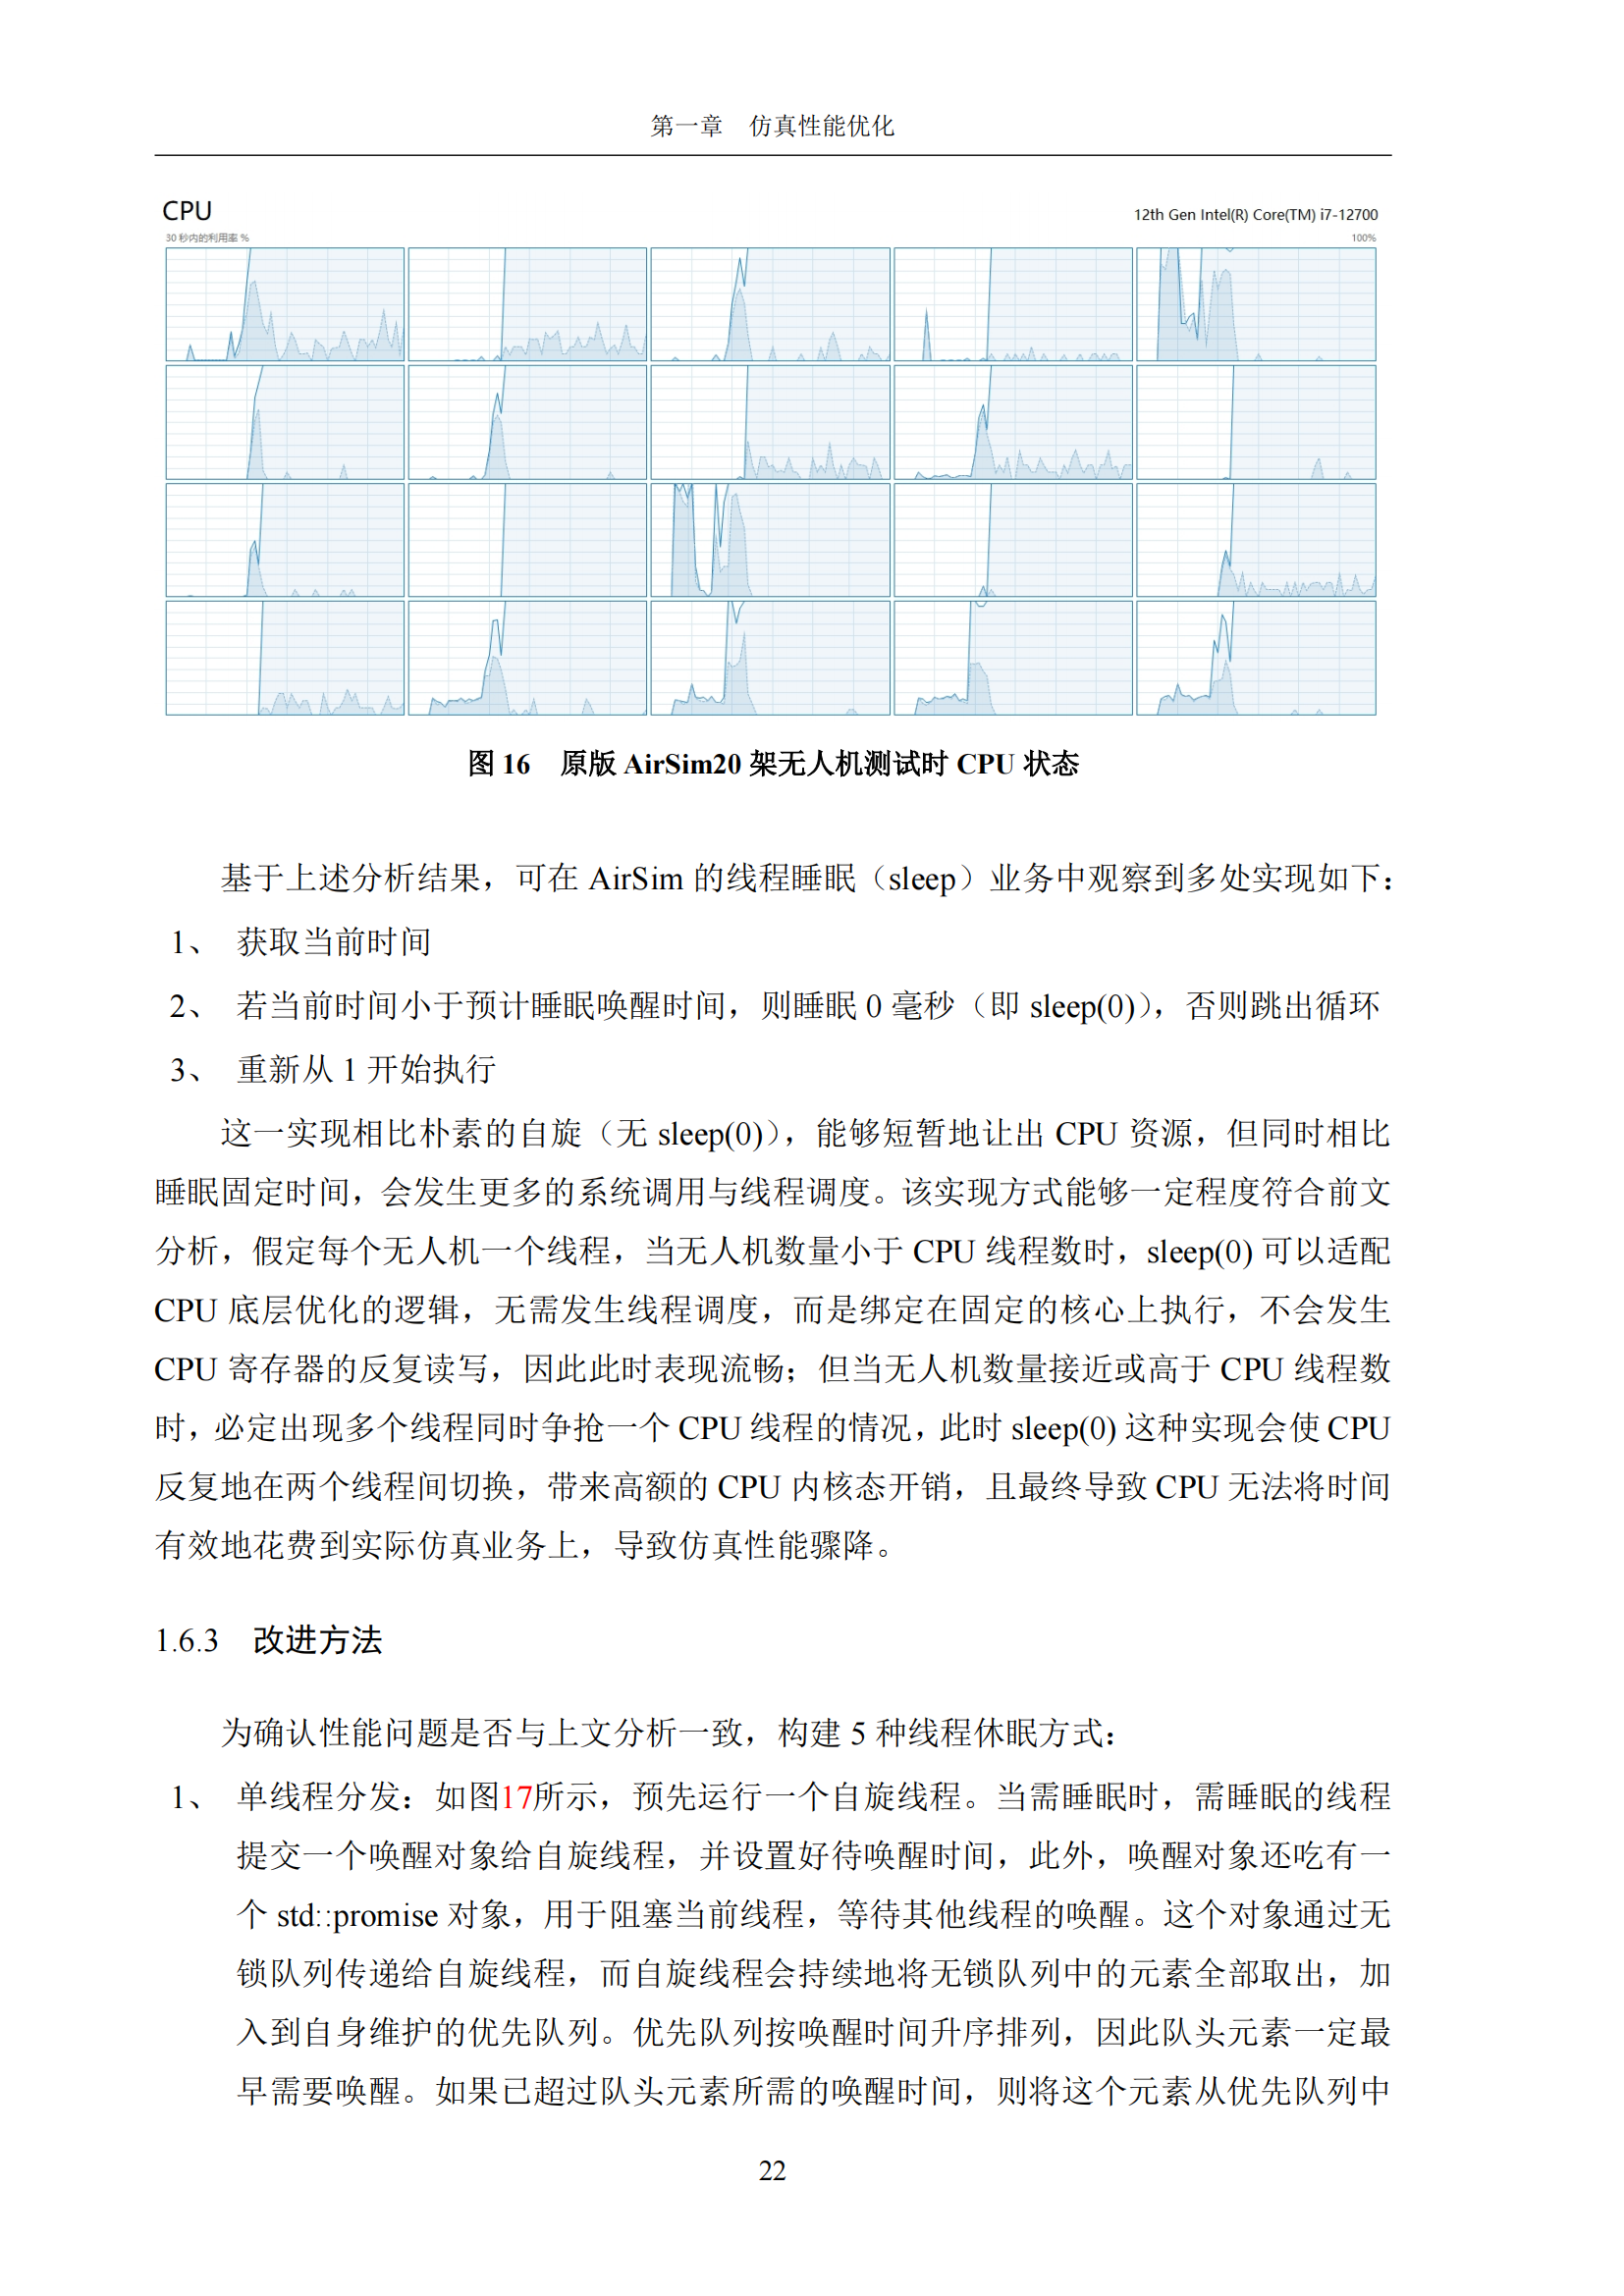 第一章　仿真性能优化
CPU
12th Gen Intel(R) Core(TM) i7-12700
30 秒内的利用率 %
100%
图 16　原版 AirSim20 架无人机测试时 CPU 状态
基于上述分析结果，可在 AirSim 的线程睡眠（sleep）业务中观察到多处实现如下：
1、 获取当前时间
2、 若当前时间小于预计睡眠唤醒时间，则睡眠 0 毫秒（即 sleep(0)），否则跳出循环
3、 重新从 1 开始执行
这一实现相比朴素的自旋（无 sleep(0)），能够短暂地让出 CPU 资源，但同时相比
睡眠固定时间，会发生更多的系统调用与线程调度。该实现方式能够一定程度符合前文
分析，假定每个无人机一个线程，当无人机数量小于 CPU 线程数时，sleep(0) 可以适配
CPU 底层优化的逻辑，无需发生线程调度，而是绑定在固定的核心上执行，不会发生
CPU 寄存器的反复读写，因此此时表现流畅；但当无人机数量接近或高于 CPU 线程数
时，必定出现多个线程同时争抢一个 CPU 线程的情况，此时 sleep(0) 这种实现会使 CPU
反复地在两个线程间切换，带来高额的 CPU 内核态开销，且最终导致 CPU 无法将时间
有效地花费到实际仿真业务上，导致仿真性能骤降。
1.6.3　改进方法
为确认性能问题是否与上文分析一致，构建 5 种线程休眠方式：
1、 单线程分发：如图17所示，预先运行一个自旋线程。当需睡眠时，需睡眠的线程
提交一个唤醒对象给自旋线程，并设置好待唤醒时间，此外，唤醒对象还吃有一
个 std::promise 对象，用于阻塞当前线程，等待其他线程的唤醒。这个对象通过无
锁队列传递给自旋线程，而自旋线程会持续地将无锁队列中的元素全部取出，加
入到自身维护的优先队列。优先队列按唤醒时间升序排列，因此队头元素一定最
早需要唤醒。如果已超过队头元素所需的唤醒时间，则将这个元素从优先队列中
22